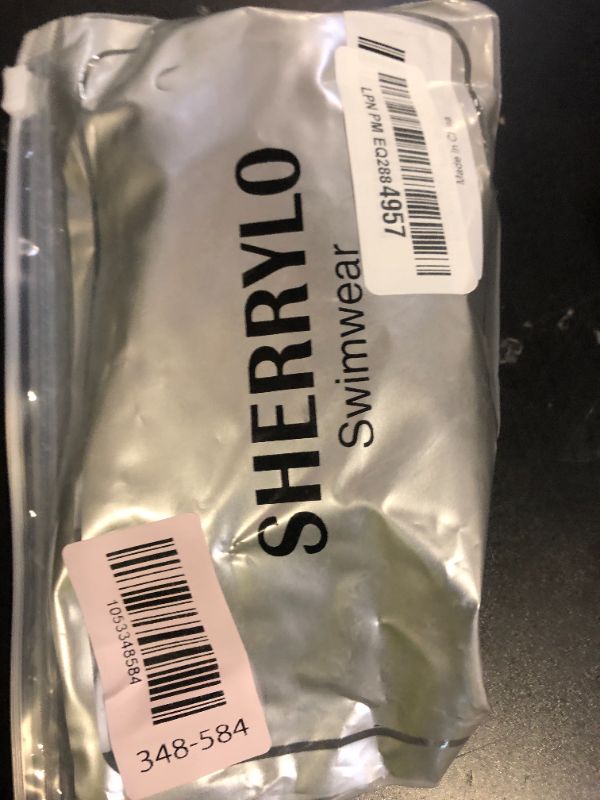 SHERRYLO
Swimwear
LPN PM EQ2884957
Made in China
1053348584
348-584